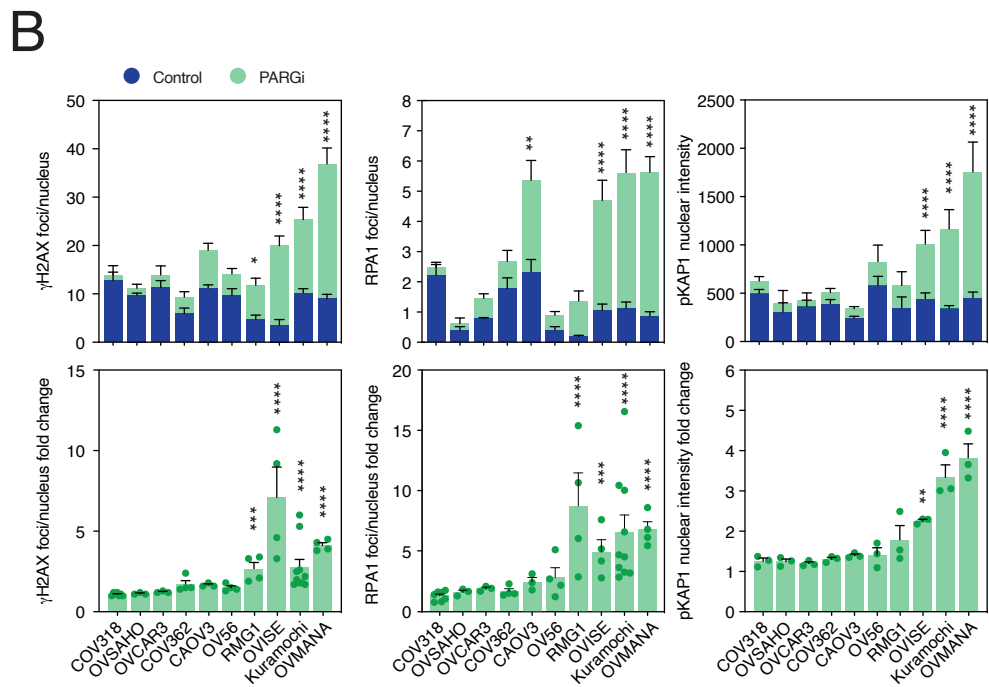 B
Control
PARGi
γH2AX foci/nucleus
50
40
30
20
10
0
*
****
****
****
RPA1 foci/nucleus
8
7
6
5
4
3
2
1
0
**
****
****
****
pKAP1 nuclear intensity
2500
2000
1500
1000
500
0
****
****
****
γH2AX foci/nucleus fold change
15
10
5
0
***
****
****
****
COV318
OVSAHO
OVCAR3
COV362
CAOV3
OV56
RMG1
OVISE
Kuramochi
OVMANA
RPA1 foci/nucleus fold change
20
15
10
5
0
****
***
****
****
COV318
OVSAHO
OVCAR3
COV362
CAOV3
OV56
RMG1
OVISE
Kuramochi
OVMANA
pKAP1 nuclear intensity fold change
6
5
4
3
2
1
0
**
****
****
COV318
OVSAHO
OVCAR3
COV362
CAOV3
OV56
RMG1
OVISE
Kuramochi
OVMANA